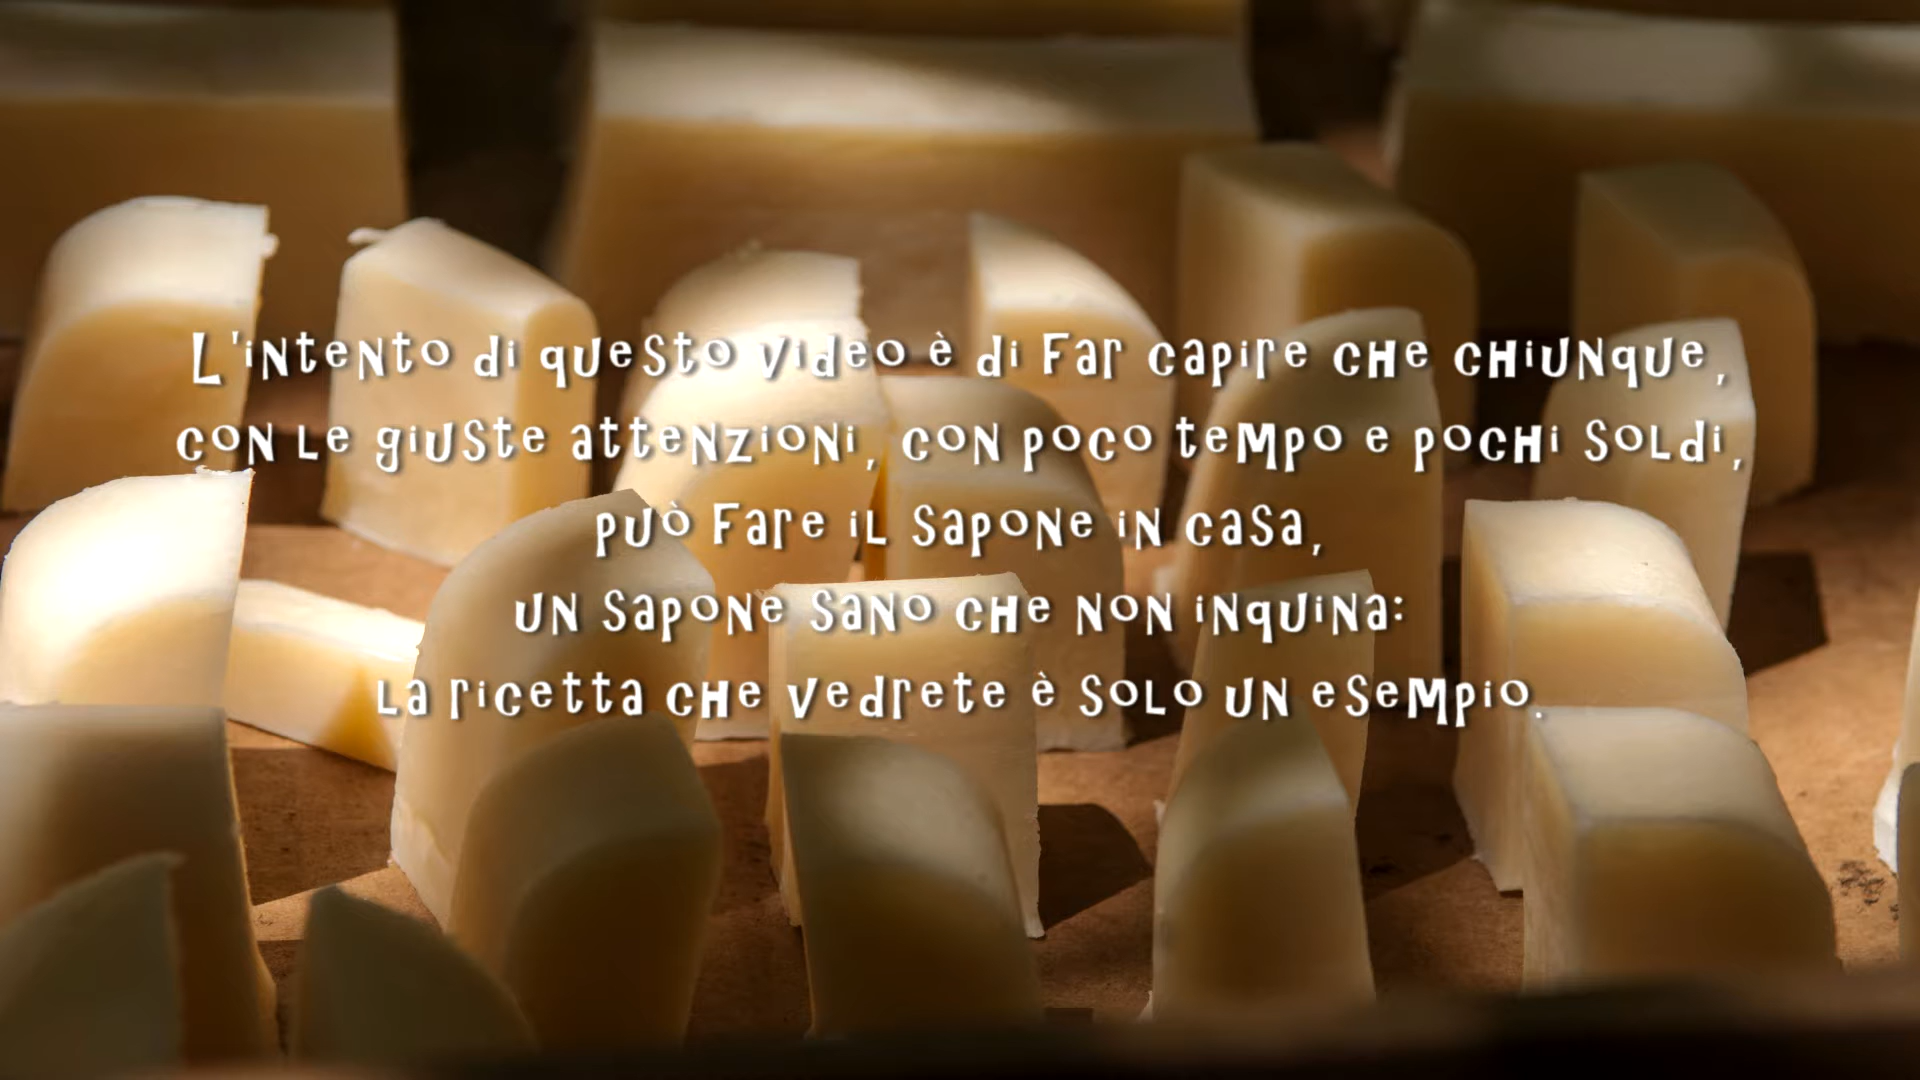 L'intento di questo video è di far capire che chiunque,
con le giuste attenzioni, con poco tempo e pochi soldi,
può fare il sapone in casa,
un sapone sano che non inquina:
la ricetta che vedrete è solo un esempio.